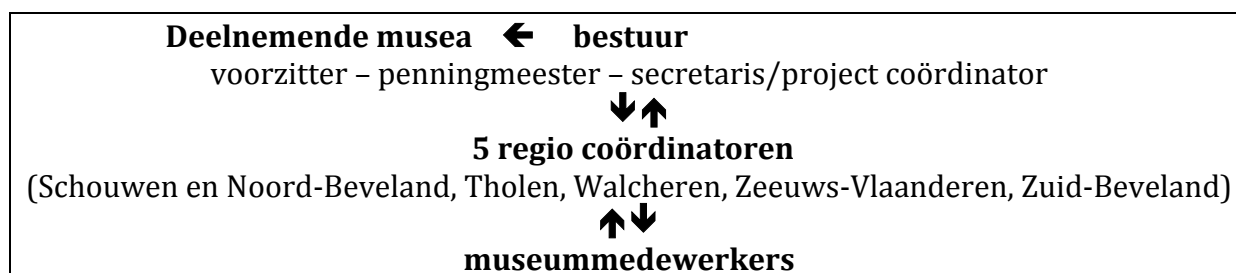 Deelnemende musea 🡸 bestuur
voorzitter – penningmeester – secretaris/project coördinator
🡻🡹
5 regio coördinatoren
(Schouwen en Noord-Beveland, Tholen, Walcheren, Zeeuws-Vlaanderen, Zuid-Beveland)
🡹🡻
museummedewerkers